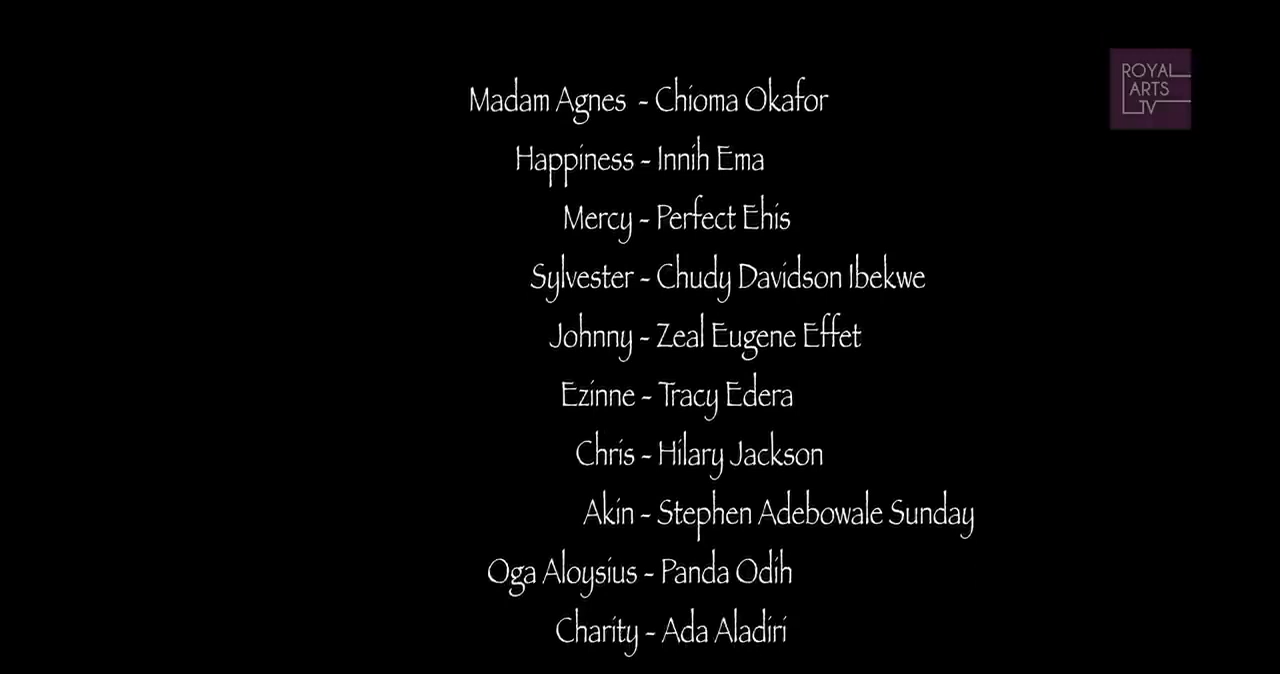 ROYAL
ARTS
TV
Madam Agnes - Chioma Okafor
Happiness - Innih Ema
Mercy - Perfect Ehis
Sylvester - Chudy Davidson Ibekwe
Johnny - Zeal Eugene Effet
Ezinne - Tracy Edera
Chris - Hilary Jackson
Akin - Stephen Adebowale Sunday
Oga Aloysius - Panda Odih
Charity - Ada Aladiri